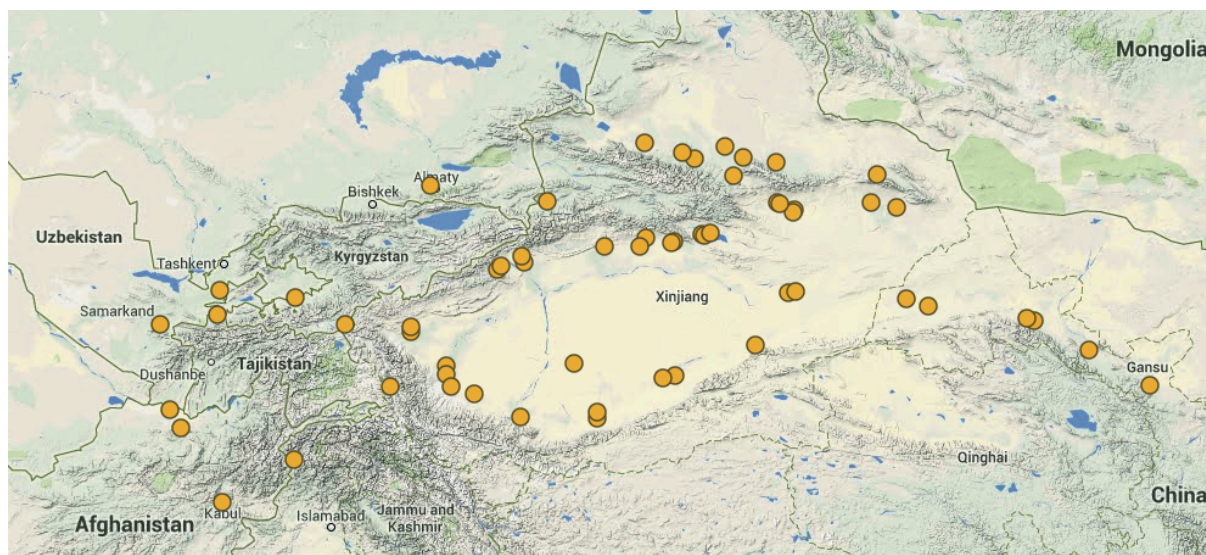 Mongolia
Almaty
Bishkek
Uzbekistan
Tashkent
Kyrgyzstan
Samarkand
Xinjiang
Tajikistan
Dushanbe
Gansu
Qinghai
Kabul
Islamabad
Jammu and
Kashmir
Afghanistan
China